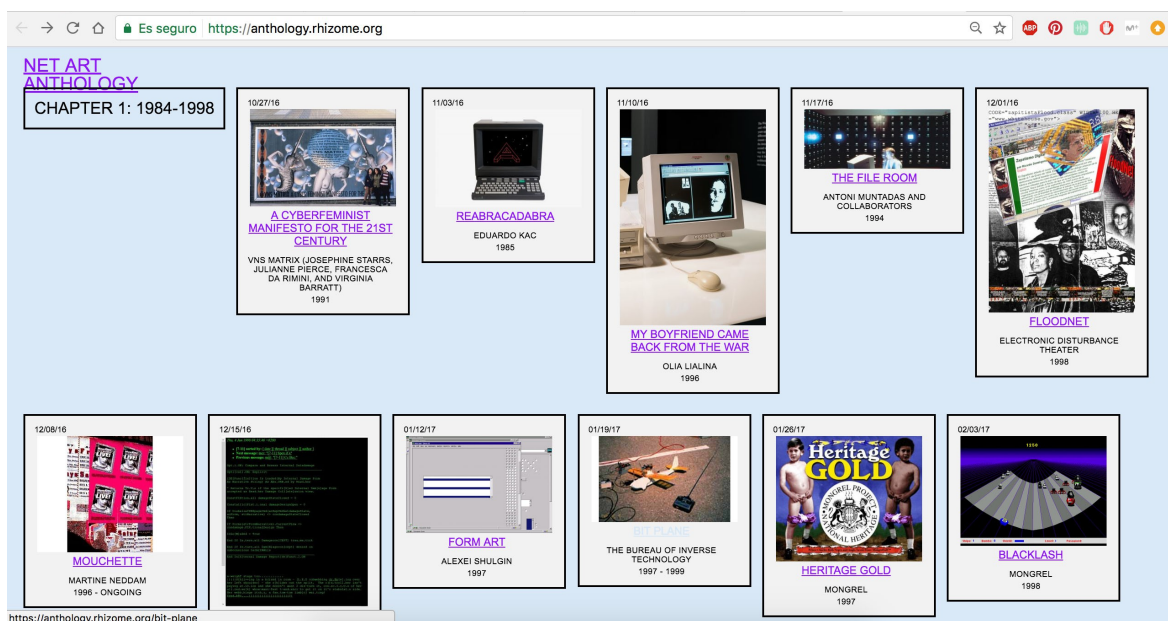 Es seguro https://anthology.rhizome.org
ABP
NET ART
ANTHOLOGY
CHAPTER 1: 1984-1998
10/27/16
A CYBERFEMINIST
MANIFESTO FOR THE 21ST
CENTURY
VNS MATRIX (JOSEPHINE STARRS,
JULIANNE PIERCE, FRANCESCA
DA RIMINI, AND VIRGINIA
BARRATT)
1991
11/03/16
REABRACADABRA
EDUARDO KAC
1985
11/10/16
MY BOYFRIEND CAME
BACK FROM THE WAR
OLIA LIALINA
1996
11/17/16
THE FILE ROOM
ANTONI MUNTADAS AND
COLLABORATORS
1994
12/01/16
FLOODNET
ELECTRONIC DISTURBANCE
THEATER
1998
12/08/16
MOUCHETTE
MARTINE NEDDAM
1996 - ONGOING
12/15/16
01/12/17
FORM ART
ALEXEI SHULGIN
1997
01/19/17
BIT PLANE
THE BUREAU OF INVERSE
TECHNOLOGY
1997 - 1999
01/26/17
Heritage
GOLD
MONGREL PROJECT
NATIONAL HERITAGE
HERITAGE GOLD
MONGREL
1997
02/03/17
BLACKLASH
MONGREL
1998
https://anthology.rhizome.org/bit-plane